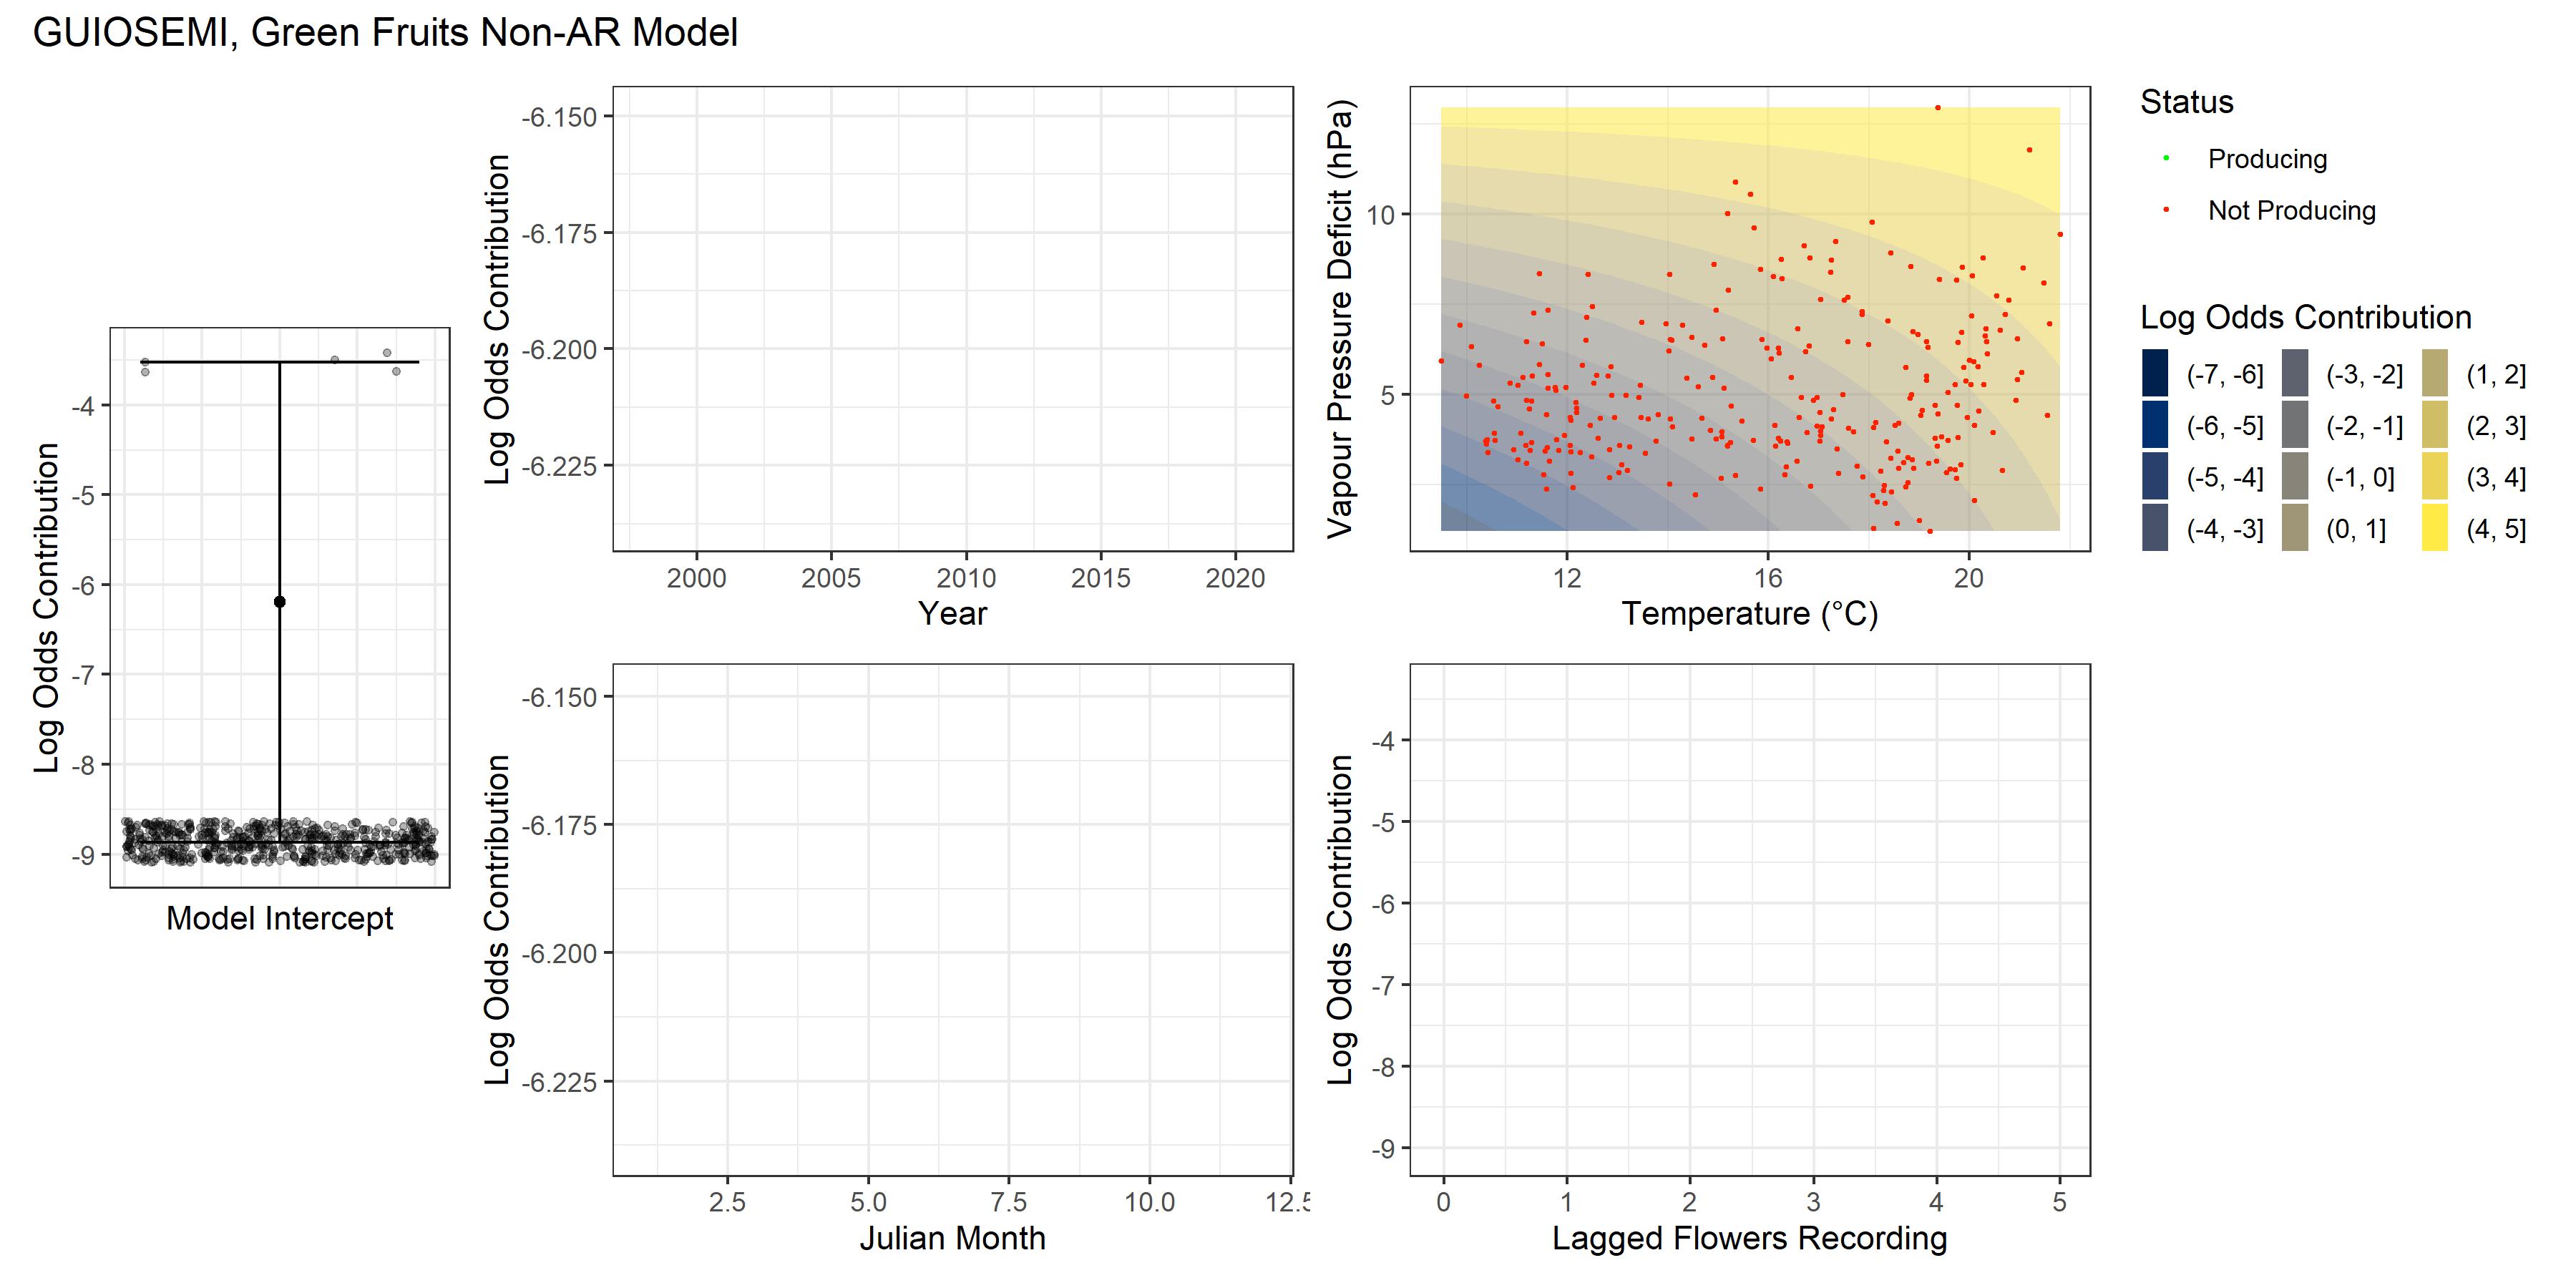 GUIOSEMI, Green Fruits Non-AR Model
Log Odds Contribution
-4
-5
-6
-7
-8
-9
Model Intercept
Log Odds Contribution
-6.150
-6.175
-6.200
-6.225
2000 2005 2010 2015 2020
Year
Vapour Pressure Deficit (hPa)
10
5
12 16 20
Temperature (°C)
Status
Producing
Not Producing
Log Odds Contribution
(-7, -6] (-3, -2] (1, 2]
(-6, -5] (-2, -1] (2, 3]
(-5, -4] (-1, 0] (3, 4]
(-4, -3] (0, 1] (4, 5]
Log Odds Contribution
-6.150
-6.175
-6.200
-6.225
2.5 5.0 7.5 10.0 12.5
Julian Month
Log Odds Contribution
-4
-5
-6
-7
-8
-9
0 1 2 3 4 5
Lagged Flowers Recording